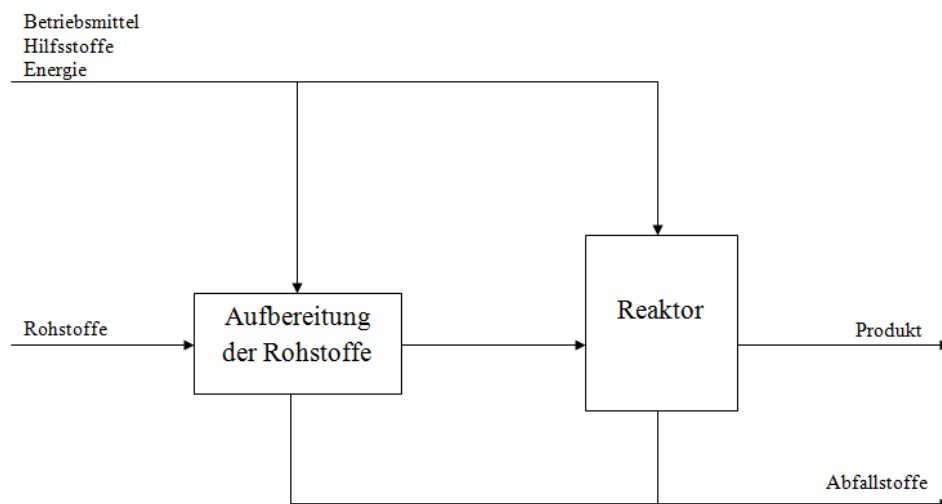 Betriebsmittel
Hilfsstoffe
Energie
Rohstoffe
Aufbereitung
der Rohstoffe
Reaktor
Produkt
Abfallstoffe